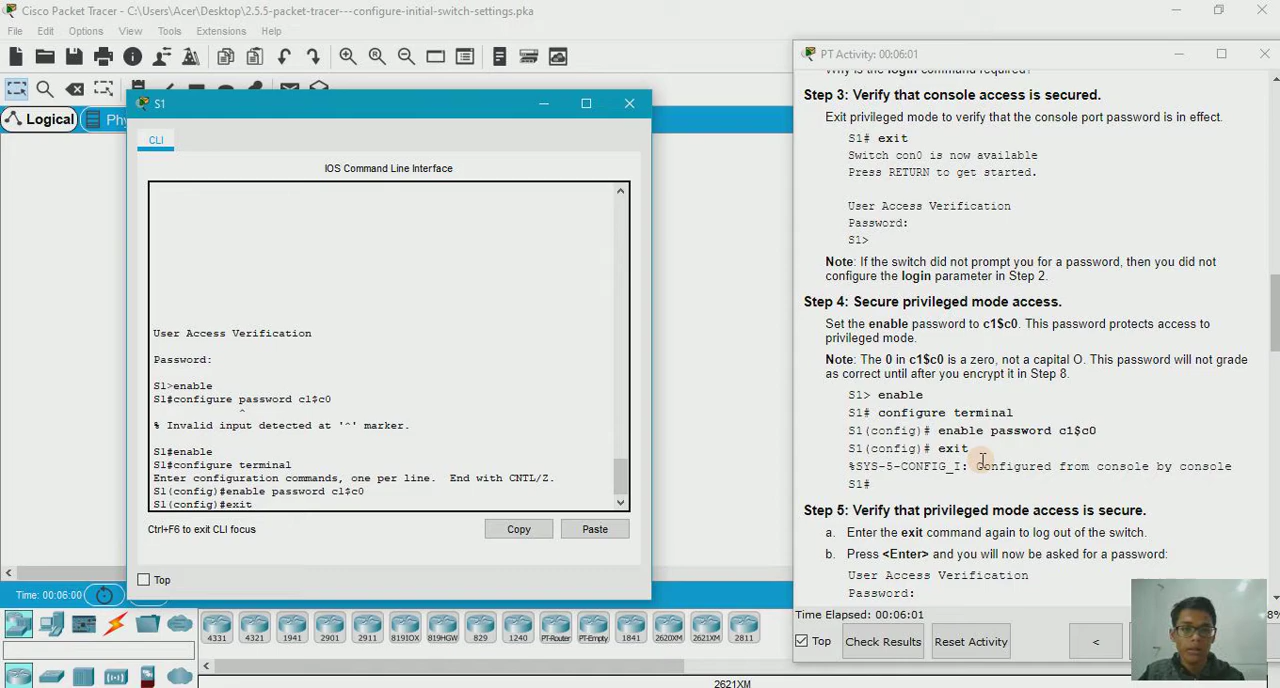 Cisco Packet Tracer - C:\Users\Acer\Desktop\2.5.5-packet-tracer---configure-initial-switch-settings.pka
File Edit Options View Tools Extensions Help
Logical
Phy
S1
CLI
IOS Command Line Interface
User Access Verification
Password:
S1>enable
S1#configure password c1$c0
^
% Invalid input detected at '^' marker.
S1#enable
S1#configure terminal
Enter configuration commands, one per line. End with CNTL/Z.
S1(config)#enable password c1$c0
S1(config)#exit
Ctrl+F6 to exit CLI focus
Copy
Paste
Top
Time: 00:06:00
4331 4321 1941 2901 2911 819IOX 819HGW 829 1240 PT-Router PT-Empty 1841 2620XM 2621XM 2811
2621XM
PT Activity: 00:06:01
Why is the login command required?
Step 3: Verify that console access is secured.
Exit privileged mode to verify that the console port password is in effect.
S1# exit
Switch con0 is now available
Press RETURN to get started.
User Access Verification
Password:
S1>
Note: If the switch did not prompt you for a password, then you did not
configure the login parameter in Step 2.
Step 4: Secure privileged mode access.
Set the enable password to c1$c0. This password protects access to
privileged mode.
Note: The 0 in c1$c0 is a zero, not a capital O. This password will not grade
as correct until after you encrypt it in Step 8.
S1> enable
S1# configure terminal
S1(config)# enable password c1$c0
S1(config)# exit
%SYS-5-CONFIG_I: Configured from console by console
S1#
Step 5: Verify that privileged mode access is secure.
a. Enter the exit command again to log out of the switch.
b. Press <Enter> and you will now be asked for a password:
User Access Verification
Password:
Time Elapsed: 00:06:01
8%
Top
Check Results
Reset Activity
<